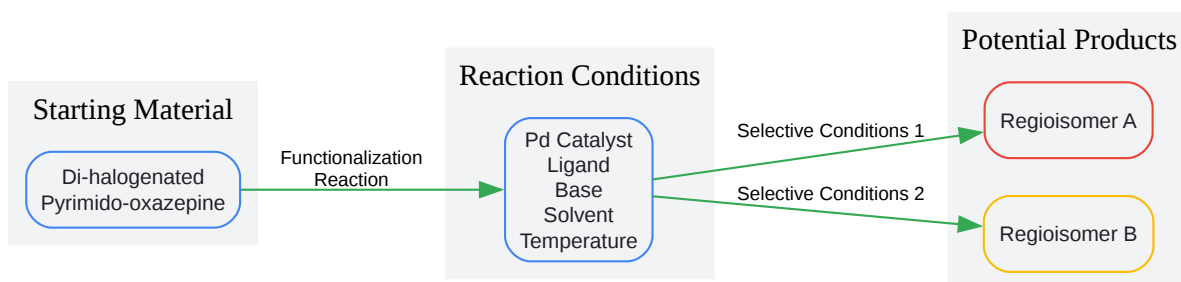 Starting Material
Di-halogenated
Pyrimido-oxazepine
Functionalization
Reaction
Reaction Conditions
Pd Catalyst
Ligand
Base
Solvent
Temperature
Selective Conditions 1
Selective Conditions 2
Potential Products
Regioisomer A
Regioisomer B